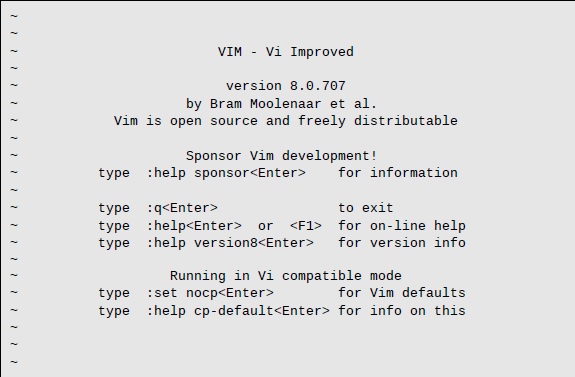 ~
~
~ VIM - Vi Improved
~
~ version 8.0.707
~ by Bram Moolenaar et al.
~ Vim is open source and freely distributable
~
~ Sponsor Vim development!
~ type  :help sponsor<Enter>    for information
~
~ type  :q<Enter>               to exit
~ type  :help<Enter>  or  <F1>  for on-line help
~ type  :help version8<Enter>   for version info
~
~ Running in Vi compatible mode
~ type  :set nocp<Enter>        for Vim defaults
~ type  :help cp-default<Enter> for info on this
~
~
~